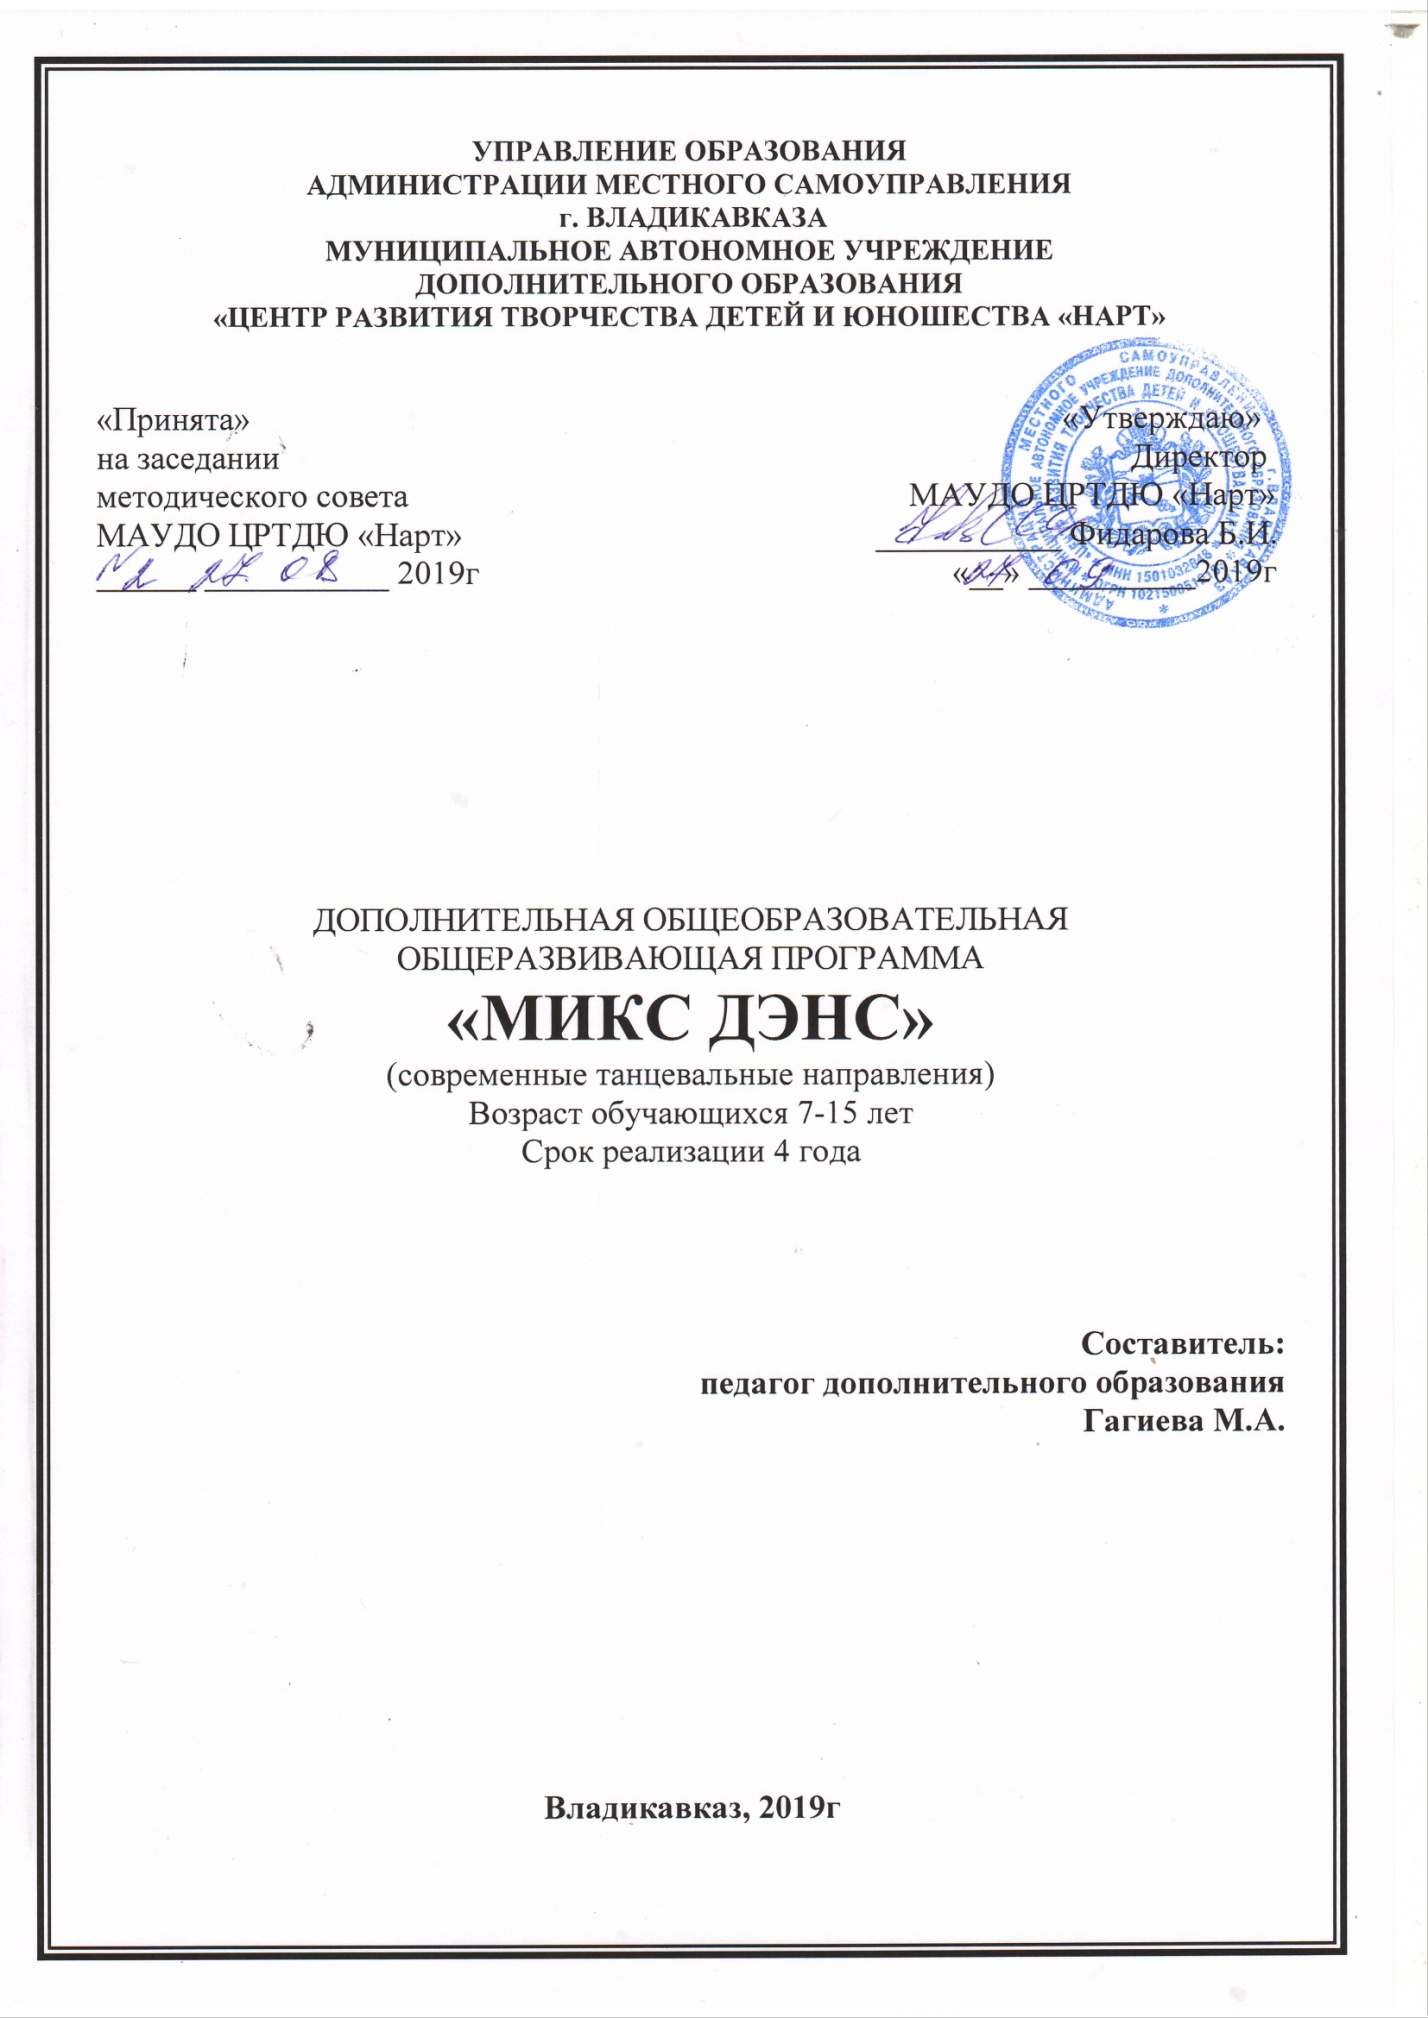 УПРАВЛЕНИЕ ОБРАЗОВАНИЯ
АДМИНИСТРАЦИИ МЕСТНОГО САМОУПРАВЛЕНИЯ
г. ВЛАДИКАВКАЗА
МУНИЦИПАЛЬНОЕ АВТОНОМНОЕ УЧРЕЖДЕНИЕ
ДОПОЛНИТЕЛЬНОГО ОБРАЗОВАНИЯ
«ЦЕНТР РАЗВИТИЯ ТВОРЧЕСТВА ДЕТЕЙ И ЮНОШЕСТВА «НАРТ»
«Принята»
на заседании
методического совета
МАУДО ЦРТДЮ «Нарт»
2019г
«Утверждаю»
Директор
МАУДО ЦРТДЮ «Нарт»
Фидарова Б.И.
2019г
ДОПОЛНИТЕЛЬНАЯ ОБЩЕОБРАЗОВАТЕЛЬНАЯ
ОБЩЕРАЗВИВАЮЩАЯ ПРОГРАММА
«МИКС ДЭНС»
(современные танцевальные направления)
Возраст обучающихся 7-15 лет
Срок реализации 4 года
Составитель:
педагог дополнительного образования
Гагиева М.А.
Владикавказ, 2019г